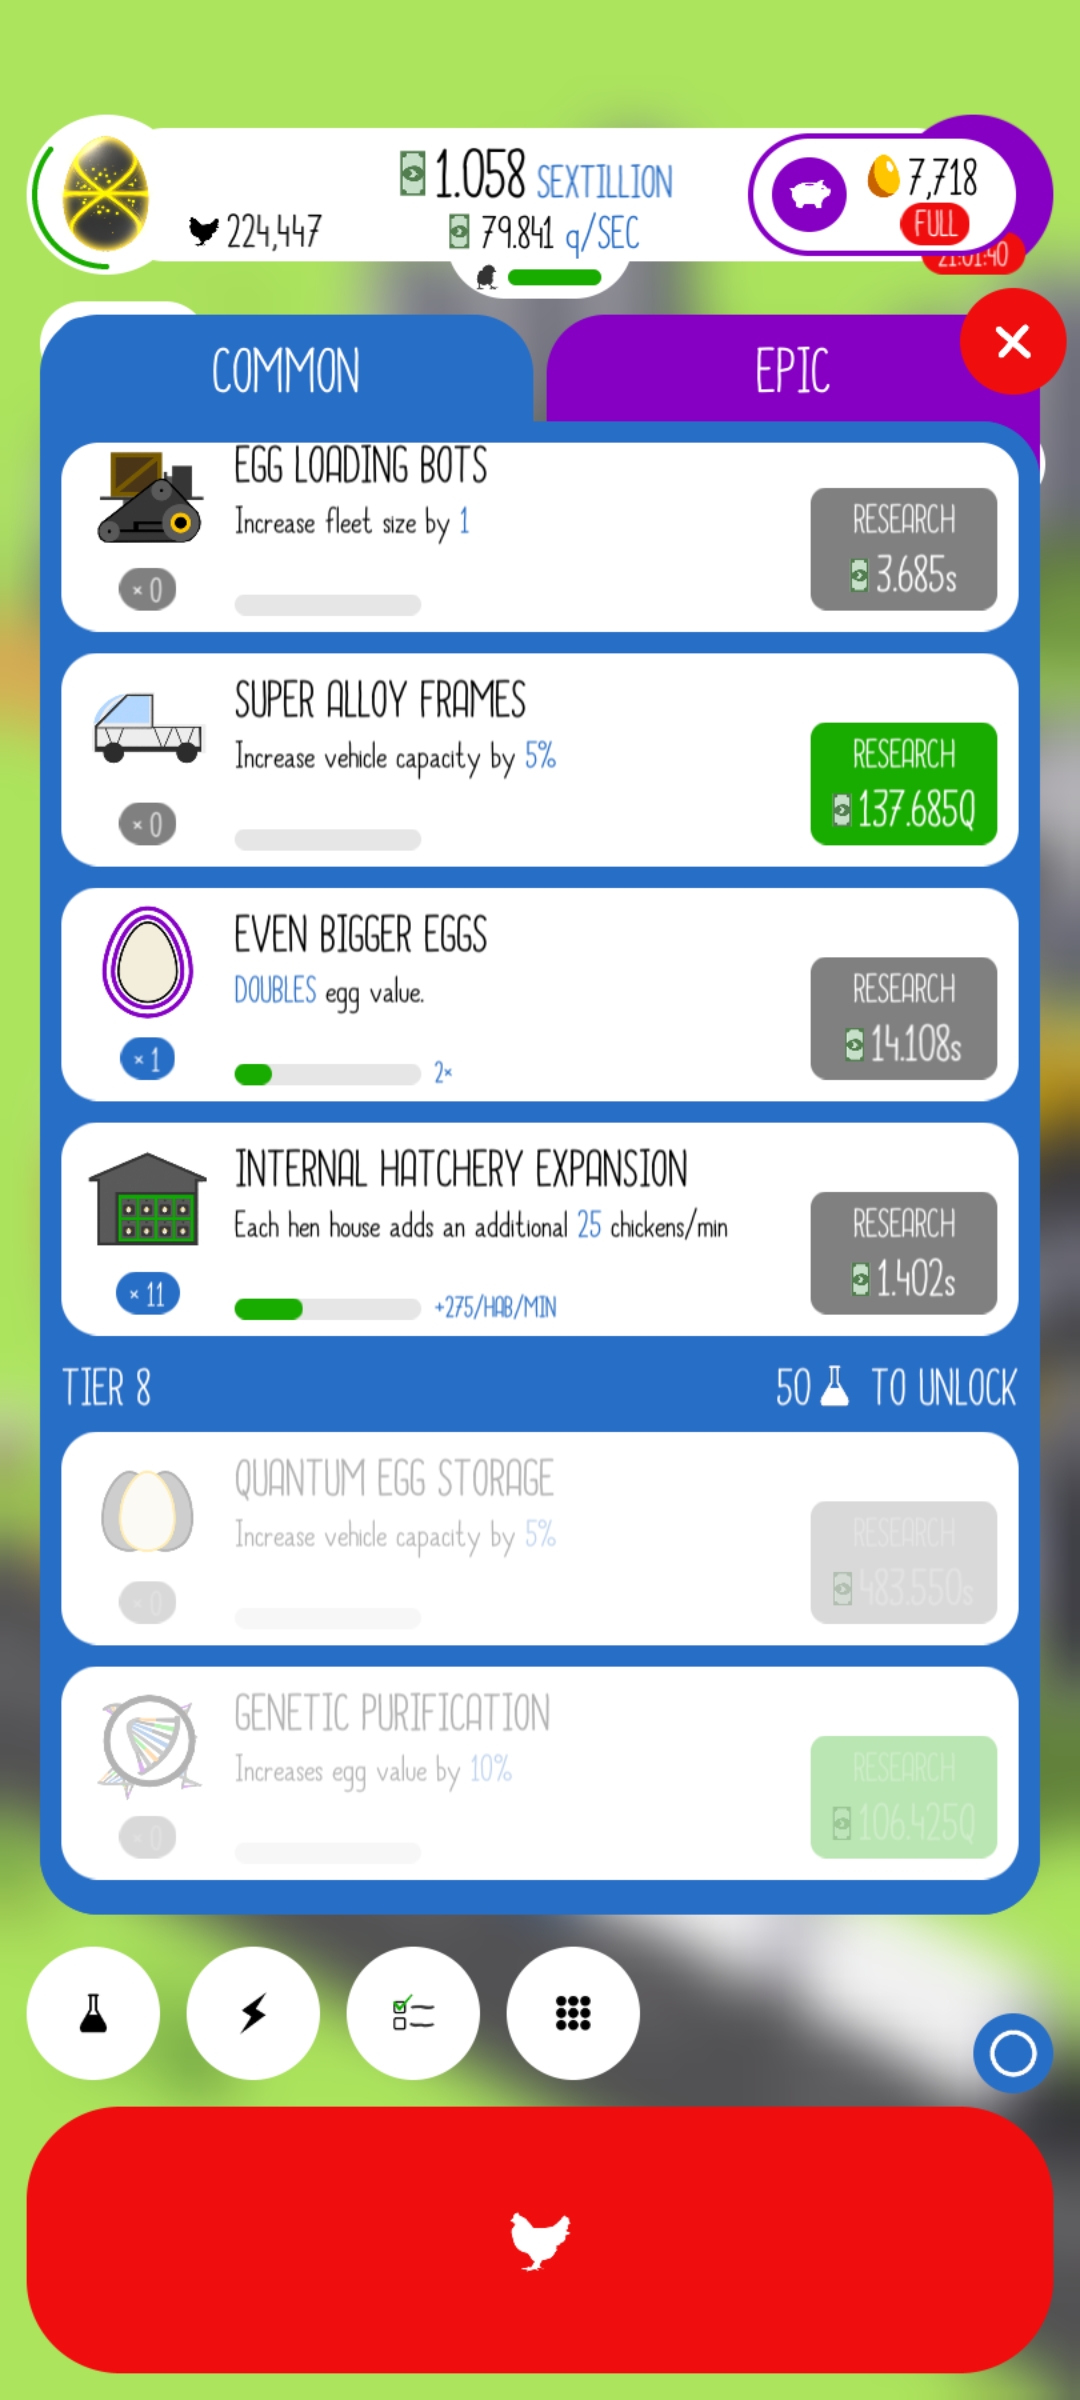 1.058 SEXTILLION
224,447
79.841 q/SEC
7,718
FULL
21:01:40
COMMON
EPIC
EGG LOADING BOTS
Increase fleet size by 1
× 0
RESEARCH
3.685s
SUPER ALLOY FRAMES
Increase vehicle capacity by 5%
× 0
RESEARCH
137.685Q
EVEN BIGGER EGGS
DOUBLES egg value.
× 1
2×
RESEARCH
14.108s
INTERNAL HATCHERY EXPANSION
Each hen house adds an additional 25 chickens/min
× 11
+275/HAB/MIN
RESEARCH
1.402s
TIER 8
50 TO UNLOCK
QUANTUM EGG STORAGE
Increase vehicle capacity by 5%
× 0
RESEARCH
483.550s
GENETIC PURIFICATION
Increases egg value by 10%
× 0
RESEARCH
106.425Q